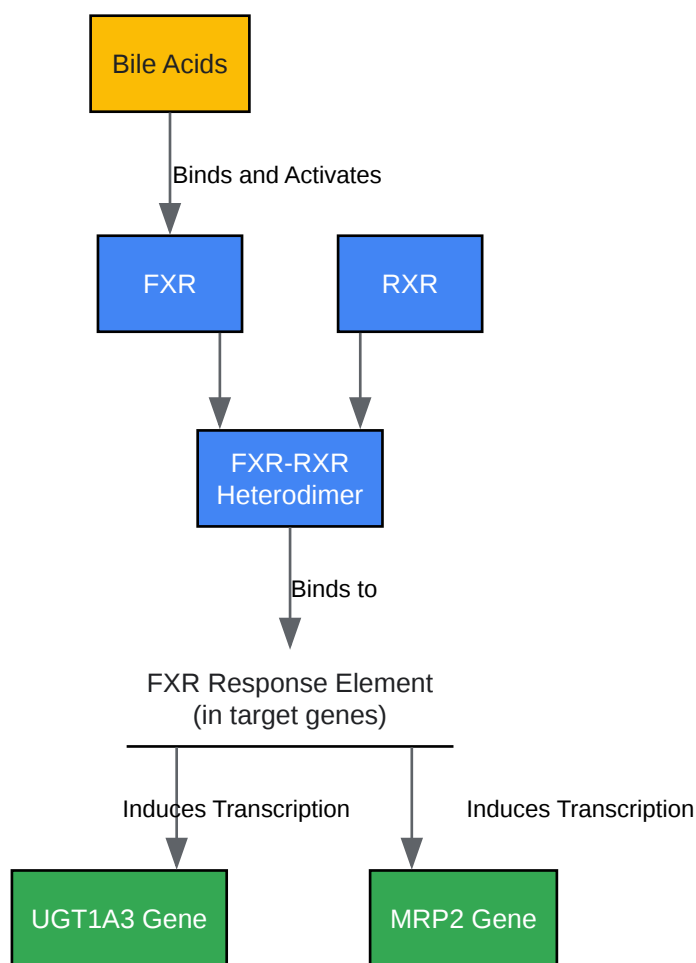 Bile Acids
Binds and Activates
FXR
RXR
FXR-RXR
Heterodimer
Binds to
FXR Response Element
(in target genes)
Induces Transcription
Induces Transcription
UGT1A3 Gene
MRP2 Gene